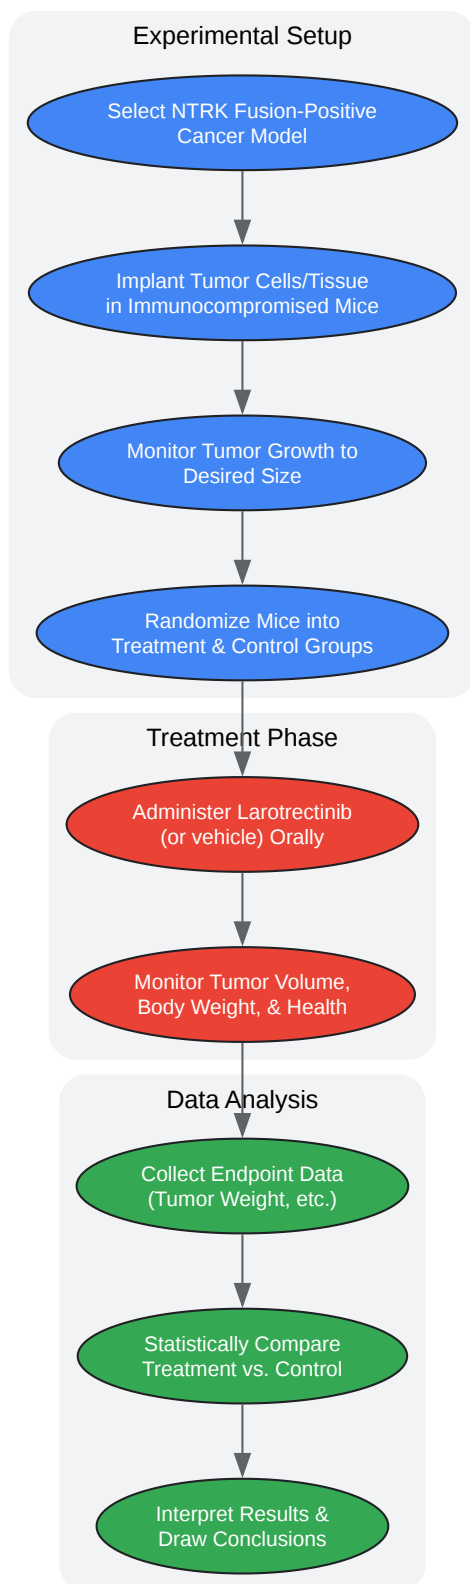 Experimental Setup
Select NTRK Fusion-Positive
Cancer Model
Implant Tumor Cells/Tissue
in Immunocompromised Mice
Monitor Tumor Growth to
Desired Size
Randomize Mice into
Treatment & Control Groups
Treatment Phase
Administer Larotrectinib
(or vehicle) Orally
Monitor Tumor Volume,
Body Weight, & Health
Data Analysis
Collect Endpoint Data
(Tumor Weight, etc.)
Statistically Compare
Treatment vs. Control
Interpret Results &
Draw Conclusions